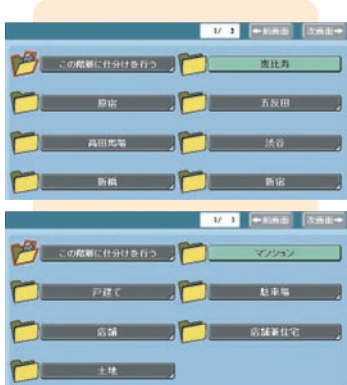 1/ 3 ←前画面 次画面→
この階層に仕分けを行う 恵比寿
原宿 五反田
高田馬場 渋谷
新橋 新宿
1/ 1 ←前画面 次画面→
この階層に仕分けを行う マンション
戸建て 駐車場
店舗 店舗兼住宅
土地